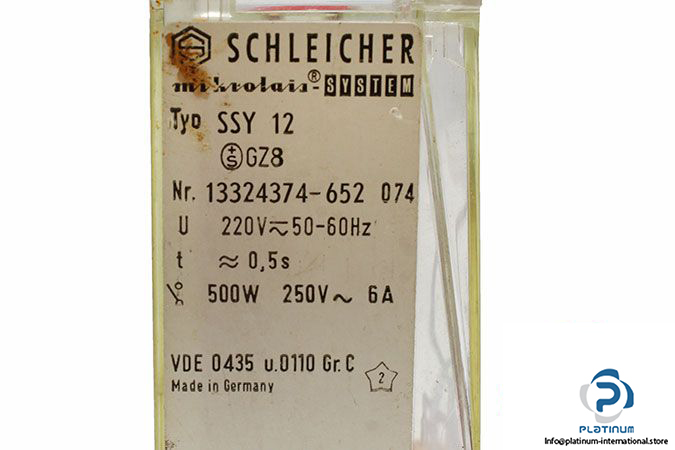 SCHLEICHER
mikrolais®-SYSTEM
Typ SSY 12
+S GZ8
Nr. 13324374-652 074
U 220V≂50-60Hz
t ≈ 0,5s
500W 250V~ 6A
VDE 0435 u.0110 Gr.C
Made in Germany
2
PLATINUM
Info@platinum-international.store